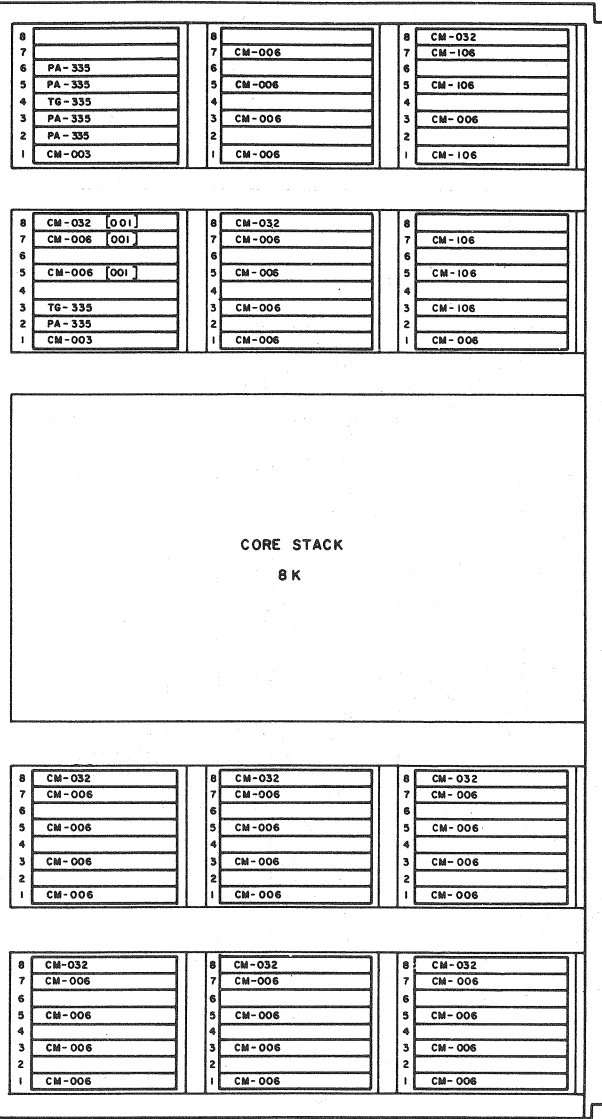 8 8 8 CM-032
7 7 CM-006 7 CM-106
6 PA-335 6 6
5 PA-335 5 CM-006 5 CM-106
4 TG-335 4 4
3 PA-335 3 CM-006 3 CM-006
2 PA-335 2 2
1 CM-003 1 CM-006 1 CM-106
8 CM-032 [001] 8 CM-032 8
7 CM-006 [001] 7 CM-006 7 CM-106
6 6 6
5 CM-006 [001] 5 CM-006 5 CM-106
4 4 4
3 TG-335 3 CM-006 3 CM-106
2 PA-335 2 2
1 CM-003 1 CM-006 1 CM-006
CORE STACK
8K
8 CM-032 8 CM-032 8 CM-032
7 CM-006 7 CM-006 7 CM-006
6 6 6
5 CM-006 5 CM-006 5 CM-006
4 4 4
3 CM-006 3 CM-006 3 CM-006
2 2 2
1 CM-006 1 CM-006 1 CM-006
8 CM-032 8 CM-032 8 CM-032
7 CM-006 7 CM-006 7 CM-006
6 6 6
5 CM-006 5 CM-006 5 CM-006
4 4 4
3 CM-006 3 CM-006 3 CM-006
2 2 2
1 CM-006 1 CM-006 1 CM-006